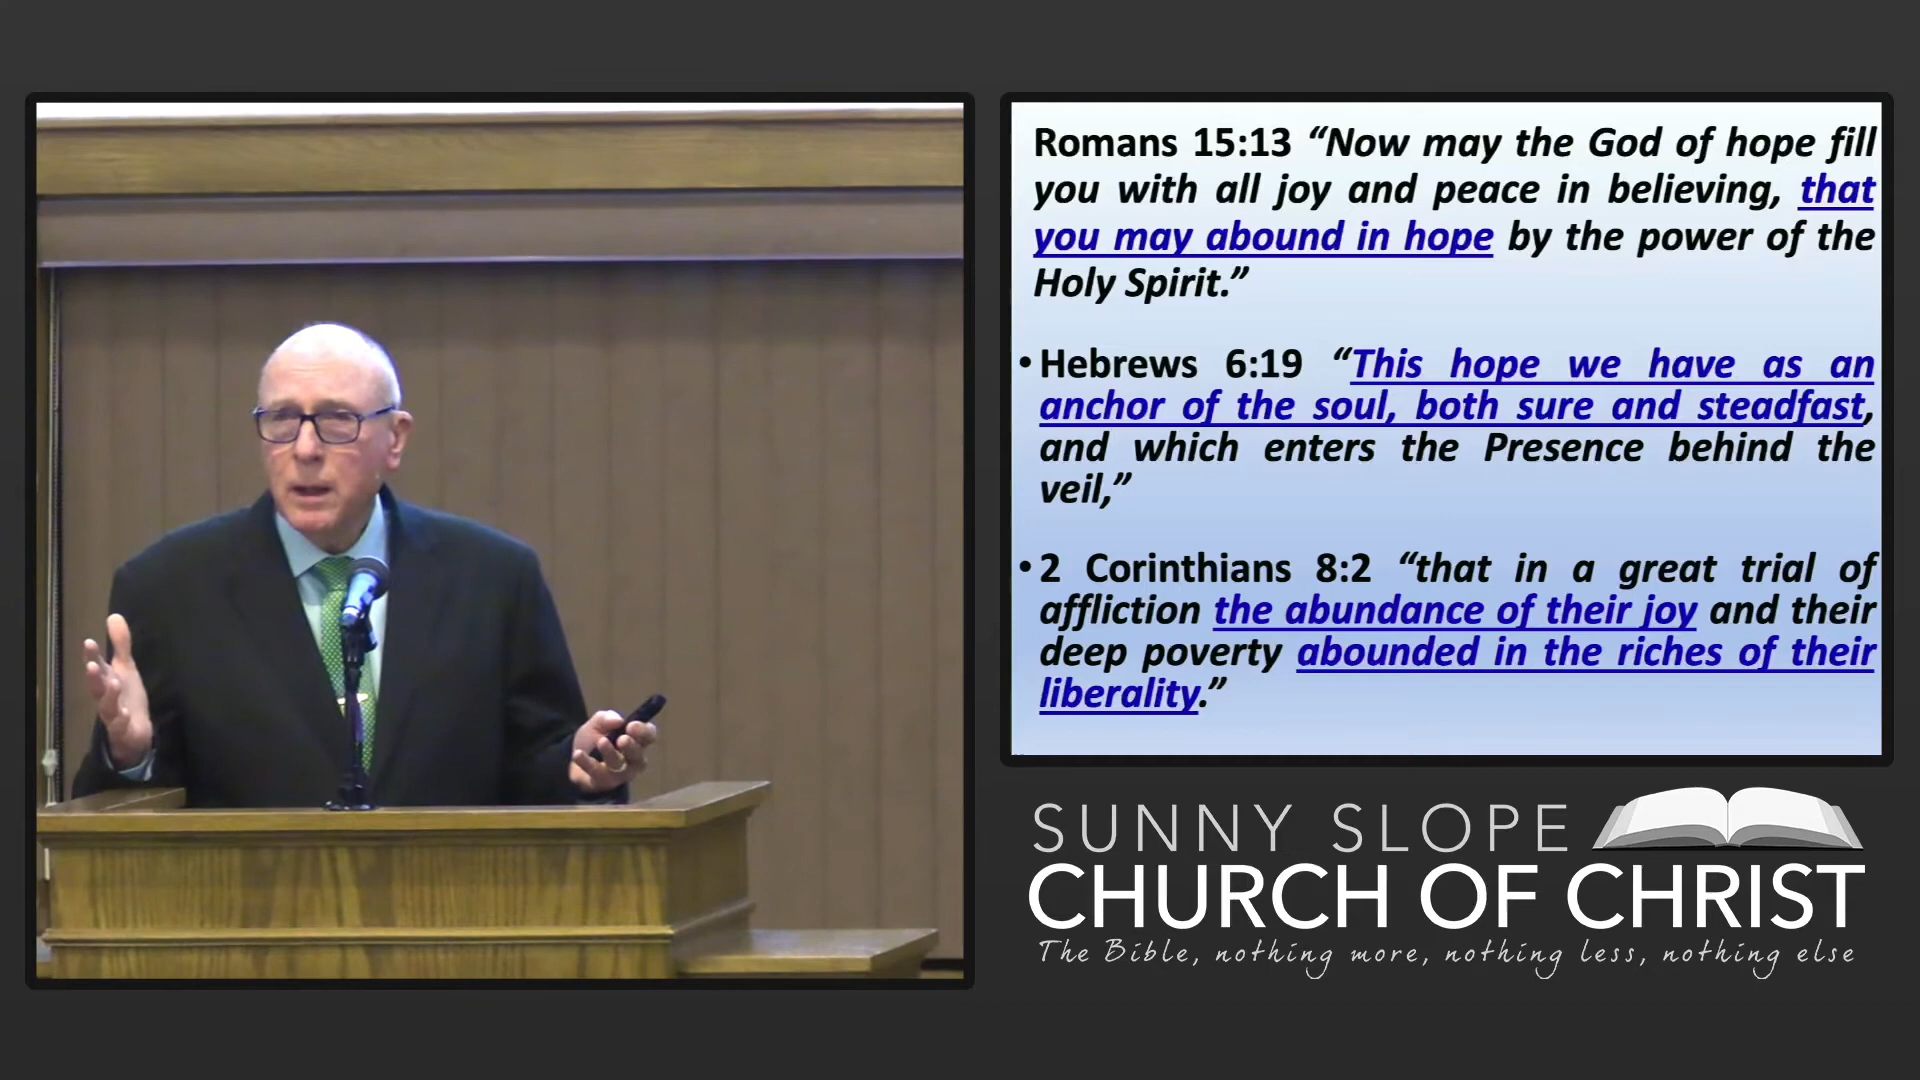 Romans 15:13 “Now may the God of hope fill
you with all joy and peace in believing, that
you may abound in hope by the power of the
Holy Spirit.”
• Hebrews 6:19 “This hope we have as an
anchor of the soul, both sure and steadfast,
and which enters the Presence behind the
veil,”
• 2 Corinthians 8:2 “that in a great trial of
affliction the abundance of their joy and their
deep poverty abounded in the riches of their
liberality.”
SUNNY SLOPE
CHURCH OF CHRIST
The Bible, nothing more, nothing less, nothing else